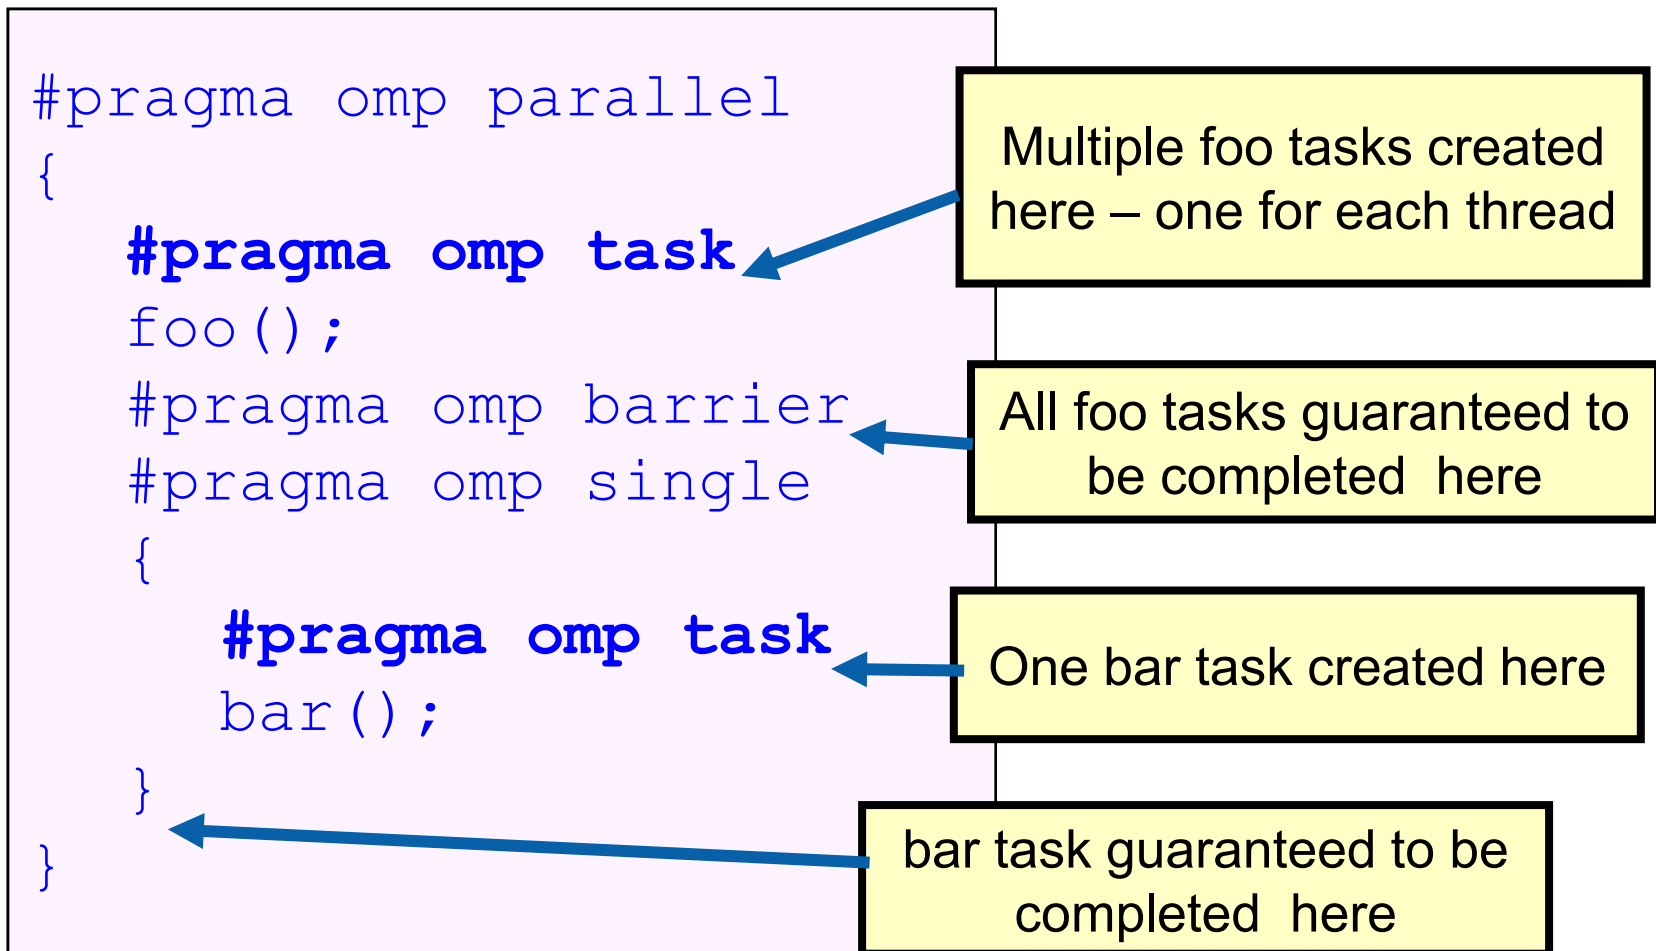 #pragma omp parallel
{
#pragma omp task
foo();
#pragma omp barrier
#pragma omp single
{
#pragma omp task
bar();
}
}
Multiple foo tasks created
here – one for each thread
All foo tasks guaranteed to
be completed here
One bar task created here
bar task guaranteed to be
completed here